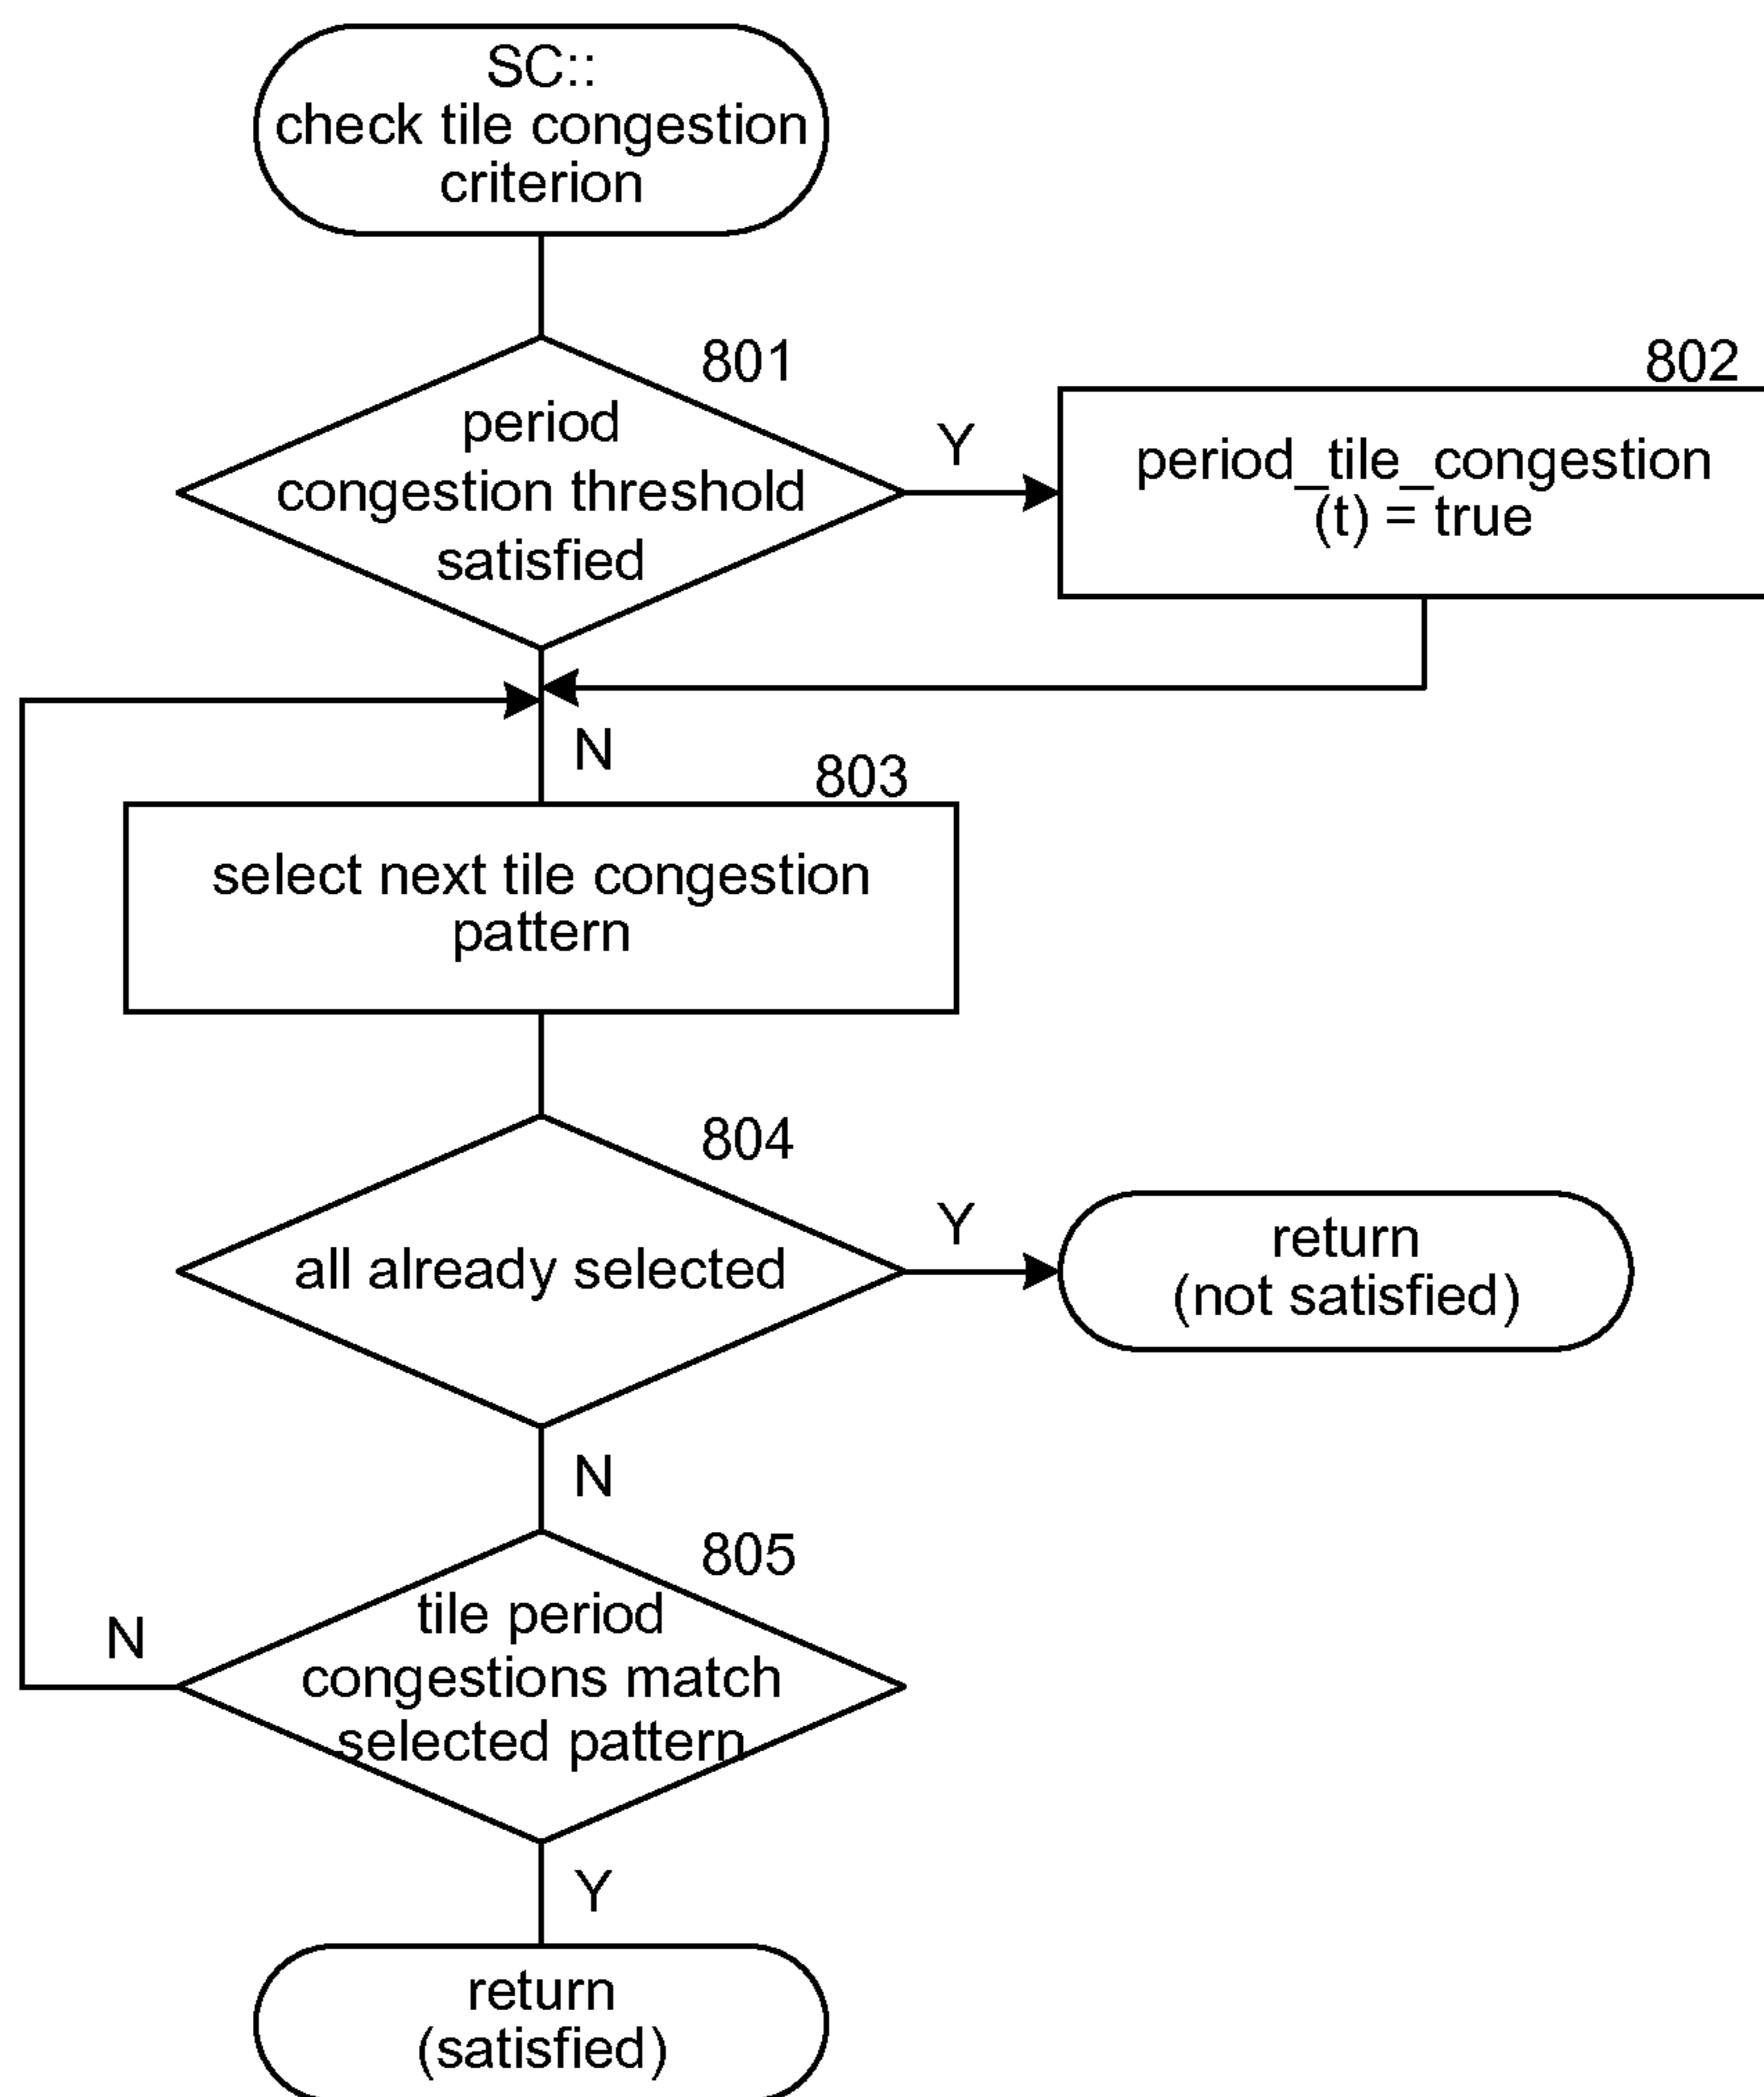 SC::
check tile congestion
criterion
801
period
congestion threshold
satisfied
Y
802
period_tile_congestion
(t) = true
N
803
select next tile congestion
pattern
804
all already selected
Y
return
(not satisfied)
N
805
tile period
congestions match
selected pattern
N
Y
return
(satisfied)